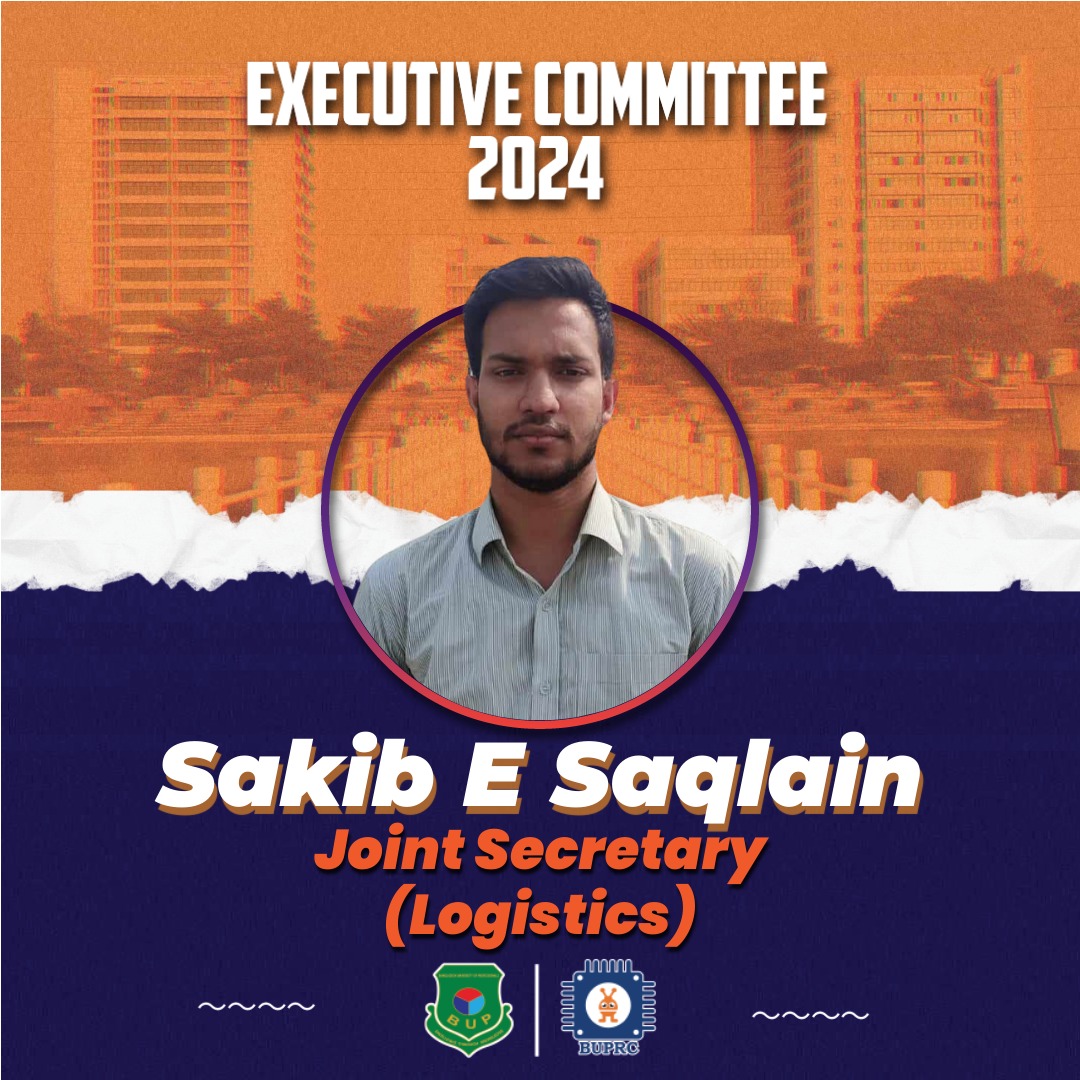 EXECUTIVE COMMITTEE
2024
Sakib E Saqlain
Joint Secretary
(Logistics)
BUP
BUPRC